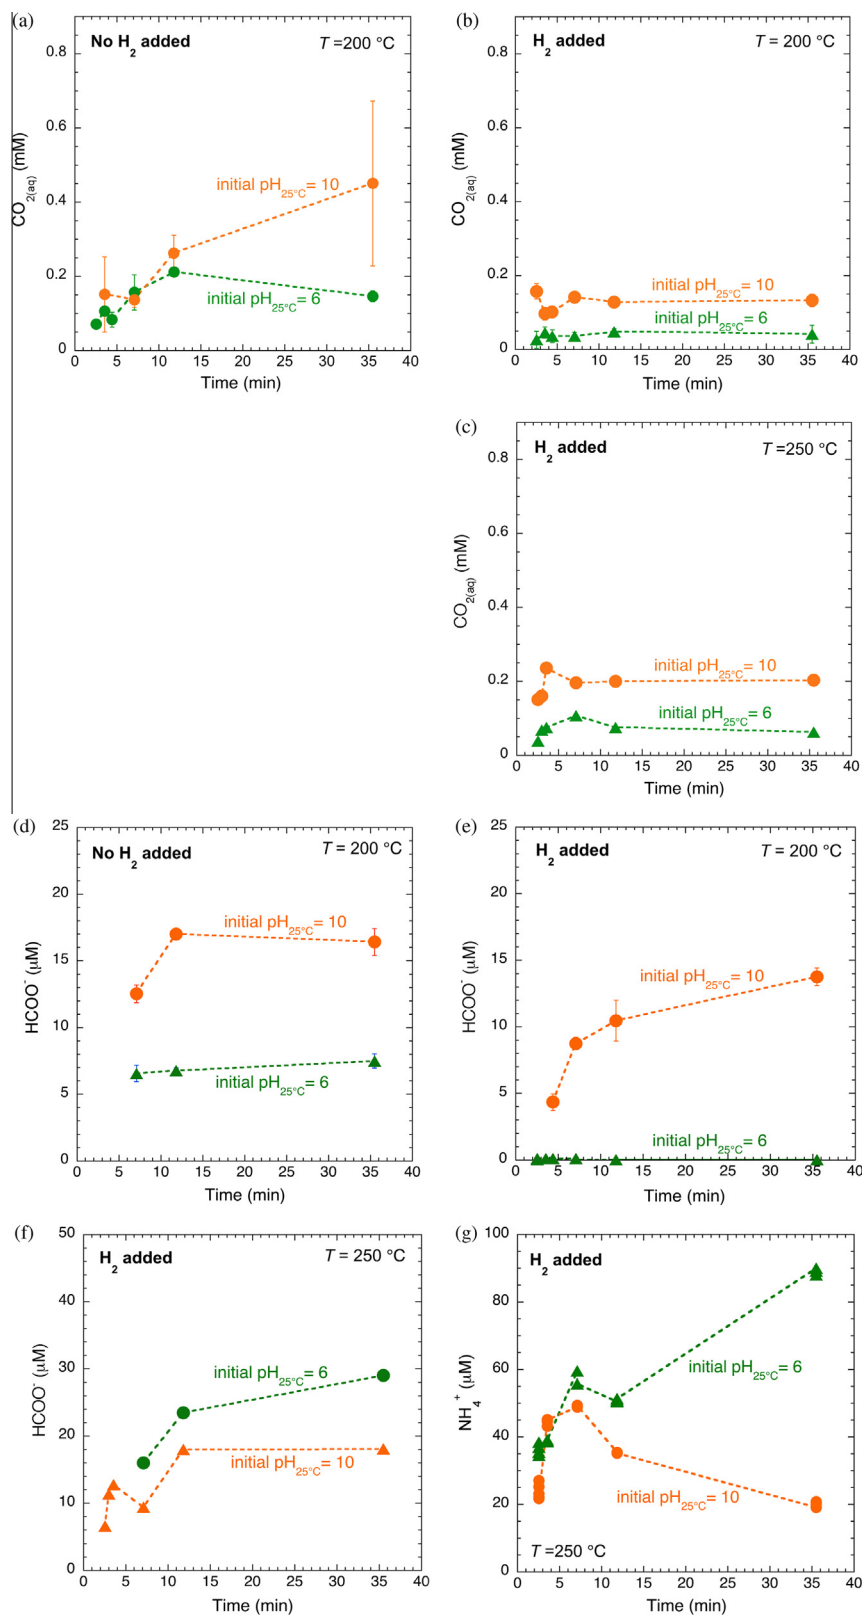 (a)
No H2 added
T =200 °C
0.8
0.6
0.4
0.2
0
CO2(aq) (mM)
initial pH25°C= 10
initial pH25°C= 6
0 5 10 15 20 25 30 35 40
Time (min)
(b)
H2 added
T = 200 °C
0.8
0.6
0.4
0.2
0
CO2(aq) (mM)
initial pH25°C= 10
initial pH25°C= 6
0 5 10 15 20 25 30 35 40
Time (min)
(c)
H2 added
T =250 °C
0.8
0.6
0.4
0.2
0
CO2(aq) (mM)
initial pH25°C= 10
initial pH25°C= 6
0 5 10 15 20 25 30 35 40
Time (min)
(d)
No H2 added
T = 200 °C
25
20
15
10
5
0
HCOO- (μM)
initial pH25°C= 10
initial pH25°C= 6
0 5 10 15 20 25 30 35 40
Time (min)
(e)
H2 added
T = 200 °C
25
20
15
10
5
0
HCOO- (μM)
initial pH25°C= 10
initial pH25°C= 6
0 5 10 15 20 25 30 35 40
Time (min)
(f)
H2 added
T = 250 °C
50
40
30
20
10
0
HCOO- (μM)
initial pH25°C= 6
initial pH25°C= 10
0 5 10 15 20 25 30 35 40
Time (min)
(g)
H2 added
100
80
60
40
20
0
NH4+ (μM)
initial pH25°C= 6
initial pH25°C= 10
T =250 °C
0 5 10 15 20 25 30 35 40
Time (min)